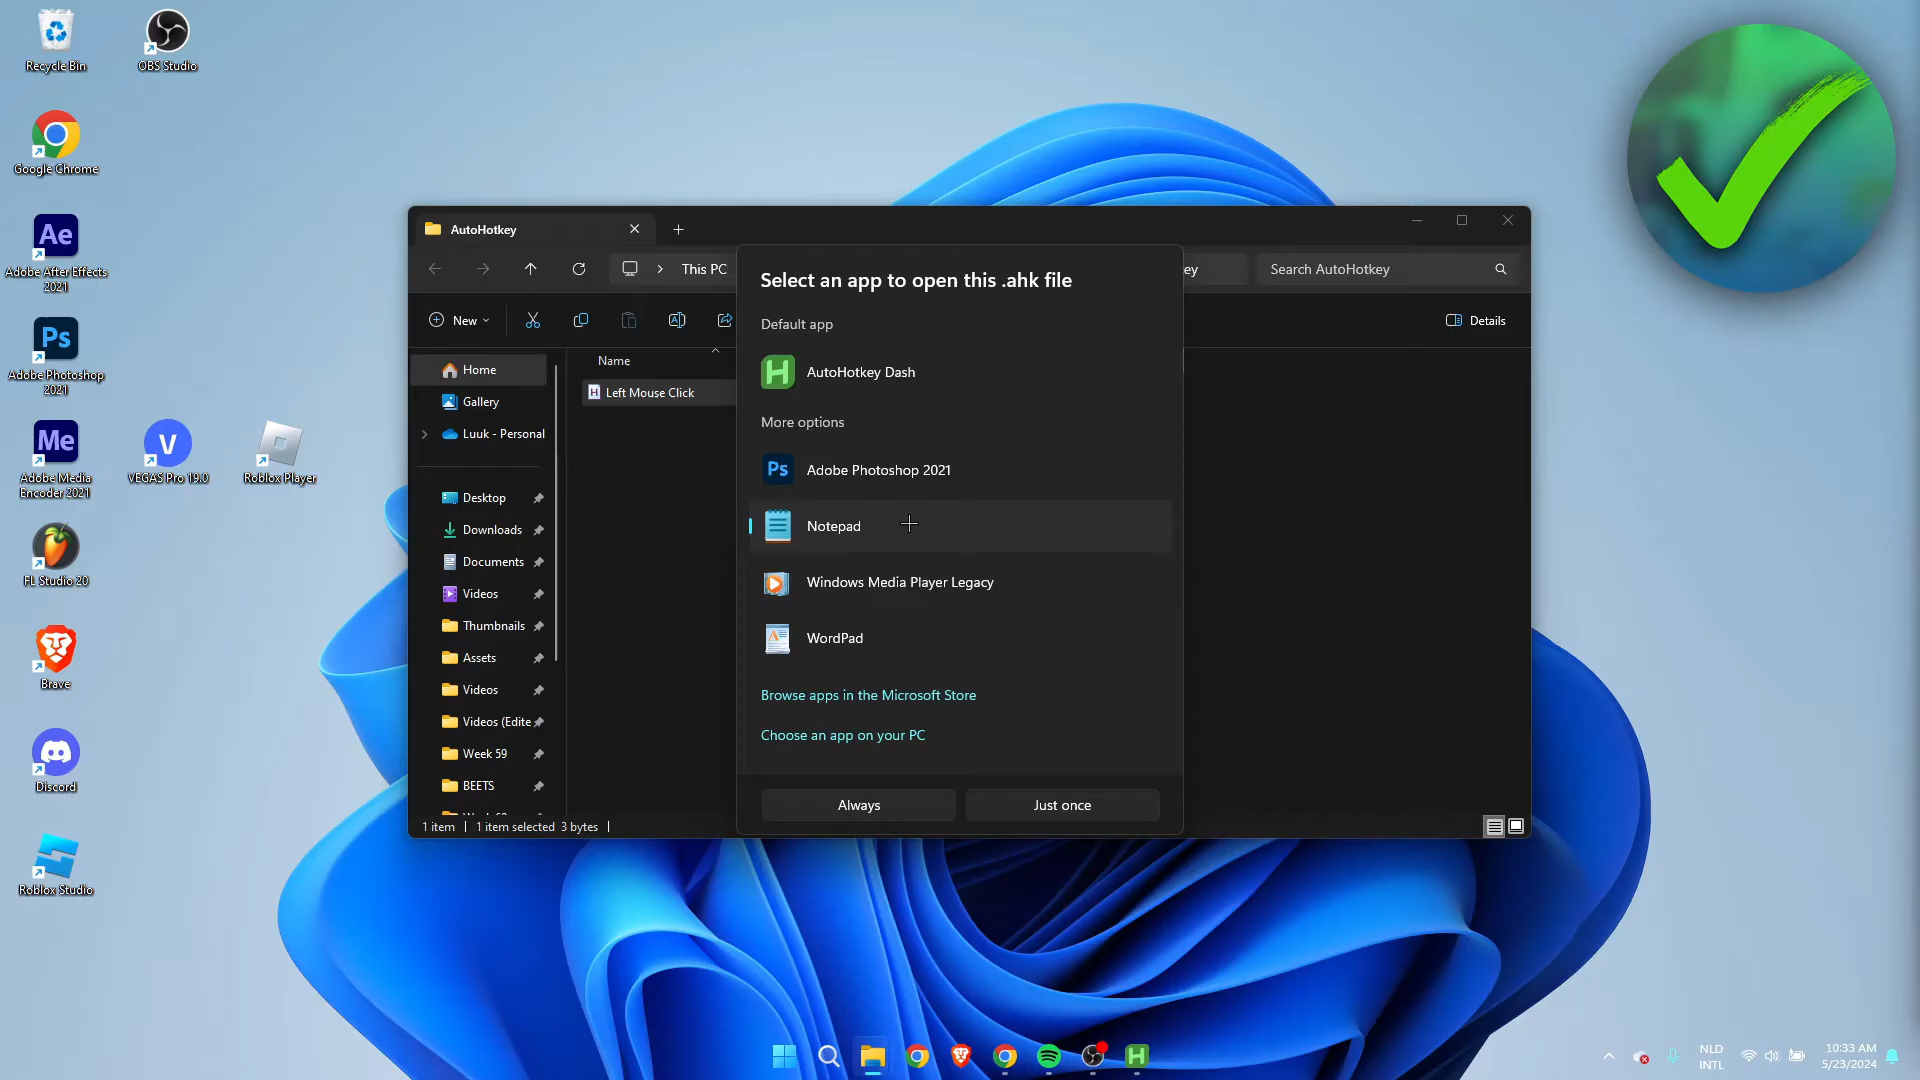 Recycle Bin
OBS Studio
Google Chrome
Ae
Adobe After Effects
2021
Ps
Adobe Photoshop
2021
Me
Adobe Media
Encoder 2021
V
VEGAS Pro 19.0
Roblox Player
FL Studio 20
Brave
Discord
Roblox Studio
AutoHotkey
This PC
ey
Search AutoHotkey
New
Details
Home
Gallery
Luuk - Personal
Desktop
Downloads
Documents
Videos
Thumbnails
Assets
Videos
Videos (Edite
Week 59
BEETS
Name
H
Left Mouse Click
1 item
1 item selected 3 bytes
Select an app to open this .ahk file
Default app
H
AutoHotkey Dash
More options
Ps
Adobe Photoshop 2021
Notepad
Windows Media Player Legacy
A
WordPad
Browse apps in the Microsoft Store
Choose an app on your PC
Always
Just once
H
NLD
INTL
10:33 AM
5/23/2024